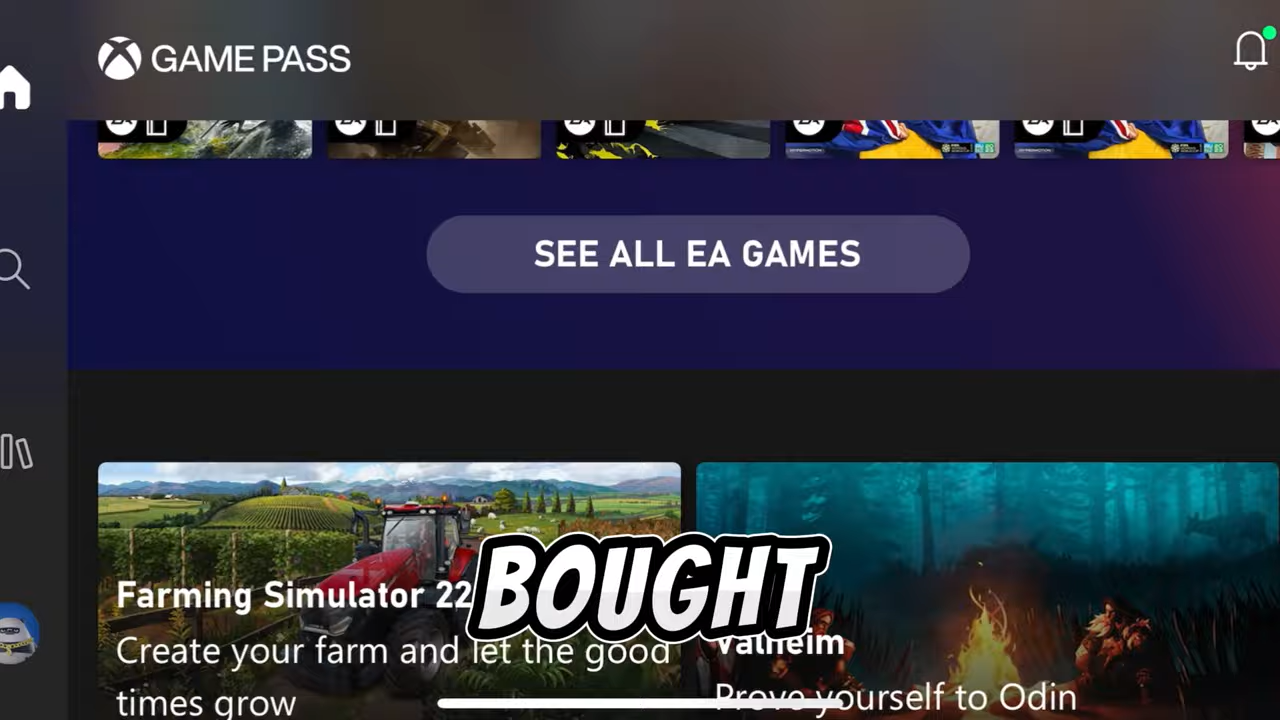 GAME PASS
SEE ALL EA GAMES
Farming Simulator 22
Create your farm and let the good
times grow
BOUGHT
Valheim
Prove yourself to Odin